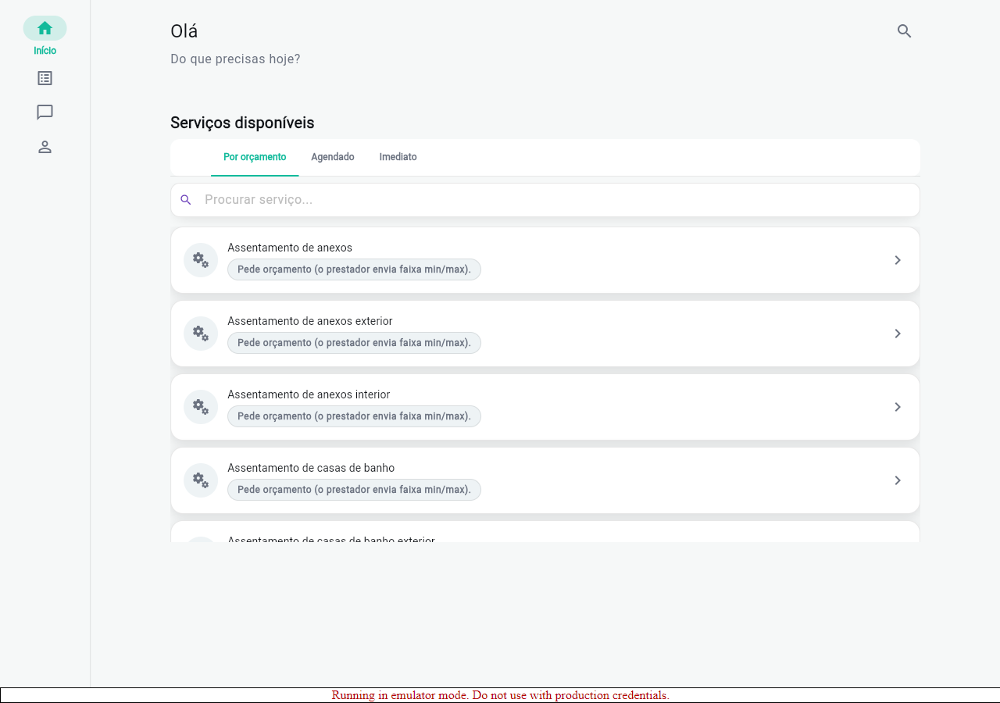 Olá
Início
Do que precisas hoje?
Serviços disponíveis
Por orçamento Agendado Imediato
Procurar serviço...
Assentamento de anexos
Pede orçamento (o prestador envia faixa min/max).
Assentamento de anexos exterior
Pede orçamento (o prestador envia faixa min/max).
Assentamento de anexos interior
Pede orçamento (o prestador envia faixa min/max).
Assentamento de casas de banho
Pede orçamento (o prestador envia faixa min/max).
Assentamento de casas de banho exterior
Running in emulator mode. Do not use with production credentials.